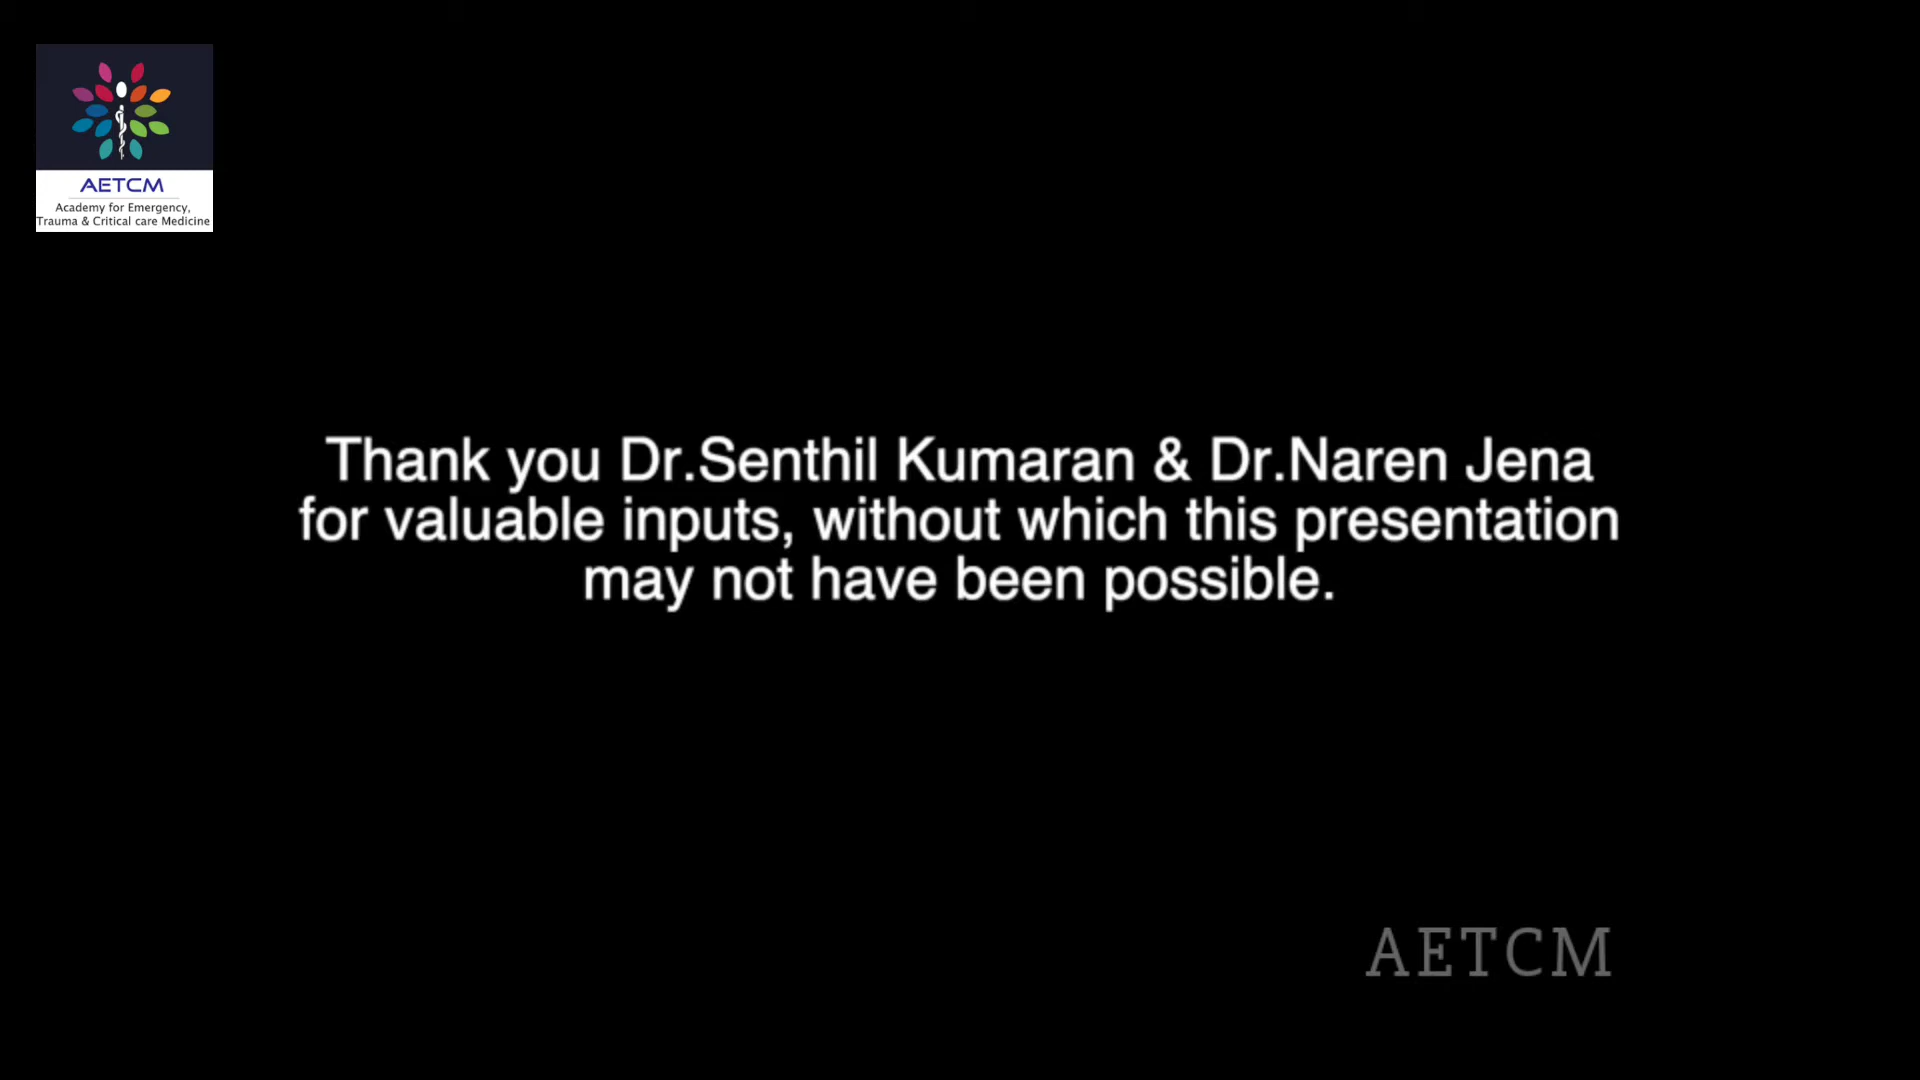 AETCM
Academy for Emergency,
Trauma & Critical care Medicine
Thank you Dr.Senthil Kumaran & Dr.Naren Jena
for valuable inputs, without which this presentation
may not have been possible.
AETCM